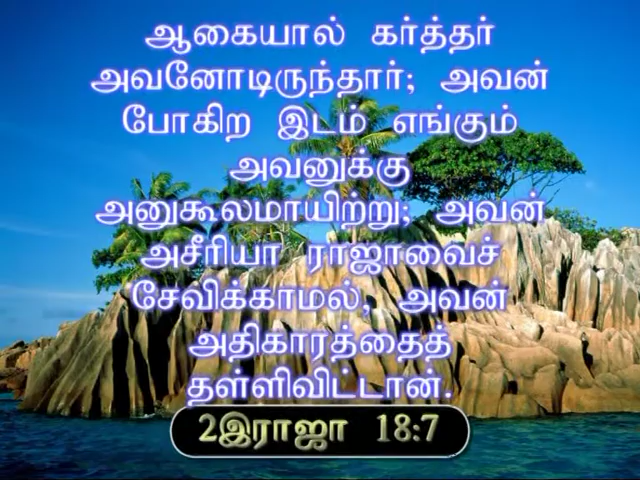 ஆகையால் கர்த்தர்
அவனோடிருந்தார்; அவன்
போகிற இடம் எங்கும்
அவனுக்கு
அனுகூலமாயிற்று; அவன்
அசீரியா ராஜாவைச்
சேவிக்காமல், அவன்
அதிகாரத்தைத்
தள்ளிவிட்டான்.
2இராஜா 18:7